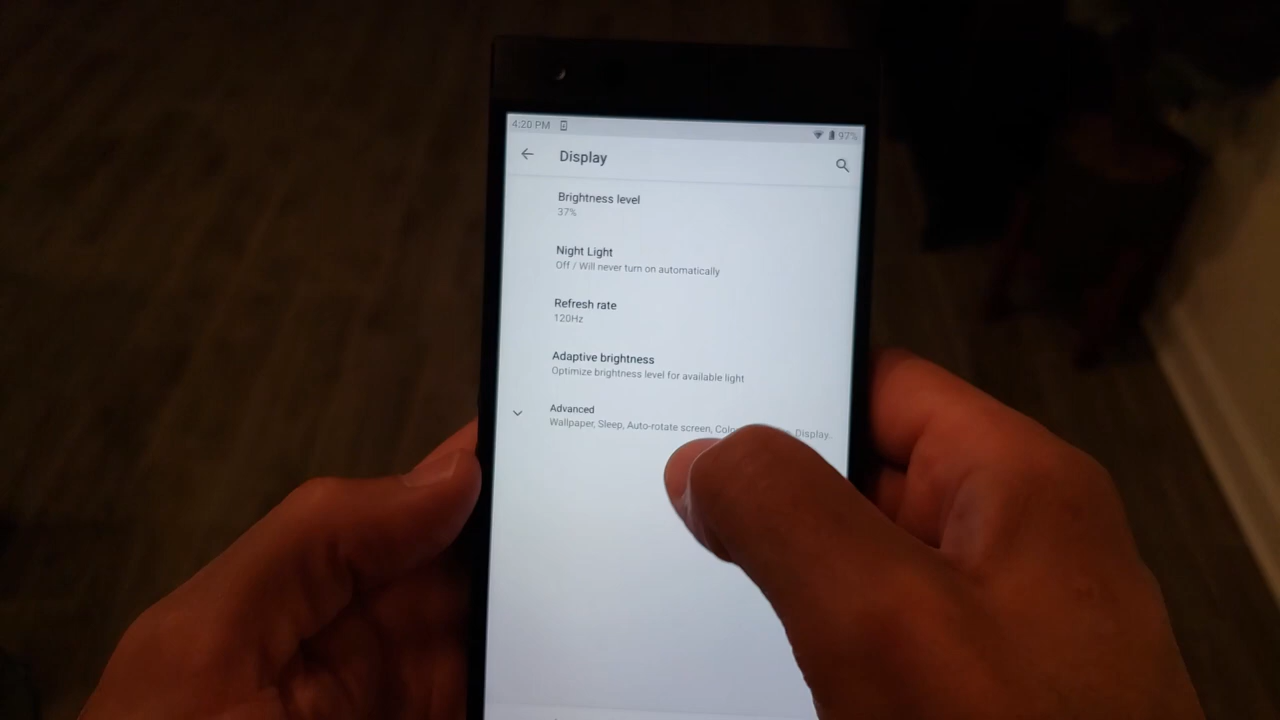 4:20 PM 97%
Display
Brightness level
37%
Night Light
Off / Will never turn on automatically
Refresh rate
120Hz
Adaptive brightness
Optimize brightness level for available light
Advanced
Wallpaper, Sleep, Auto-rotate screen, Display..